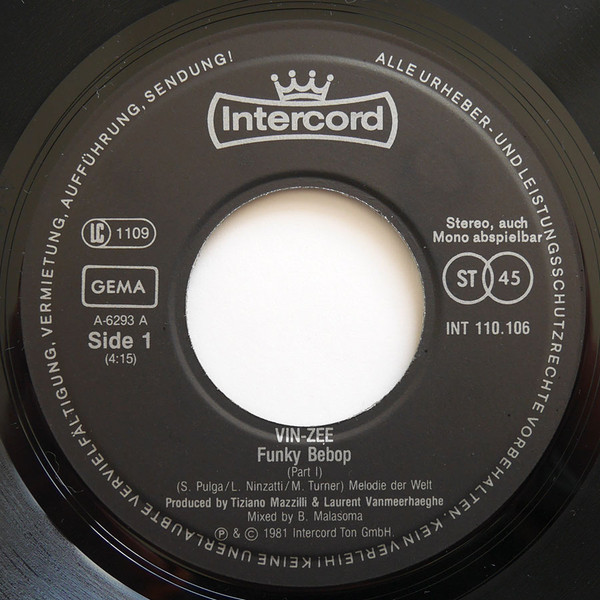 ALLE URHEBER- UND LEISTUNGSSCHUTZRECHTE VORBEHALTEN. KEIN VERLEIH! KEINE UNERLAUBTE VERVIELFÄLTIGUNG, VERMIETUNG, AUFFÜHRUNG, SENDUNG!
Intercord
LC 1109
Stereo, auch
Mono abspielbar
GEMA
ST 45
A-6293 A
Side 1
(4:15)
INT 110.106
VIN-ZEE
Funky Bebop
(Part I)
(S. Pulga/L. Ninzatti/M. Turner) Melodie der Welt
Produced by Tiziano Mazzilli & Laurent Vanmeerhaeghe
Mixed by B. Malasoma
Ⓟ & © 1981 Intercord Ton GmbH.